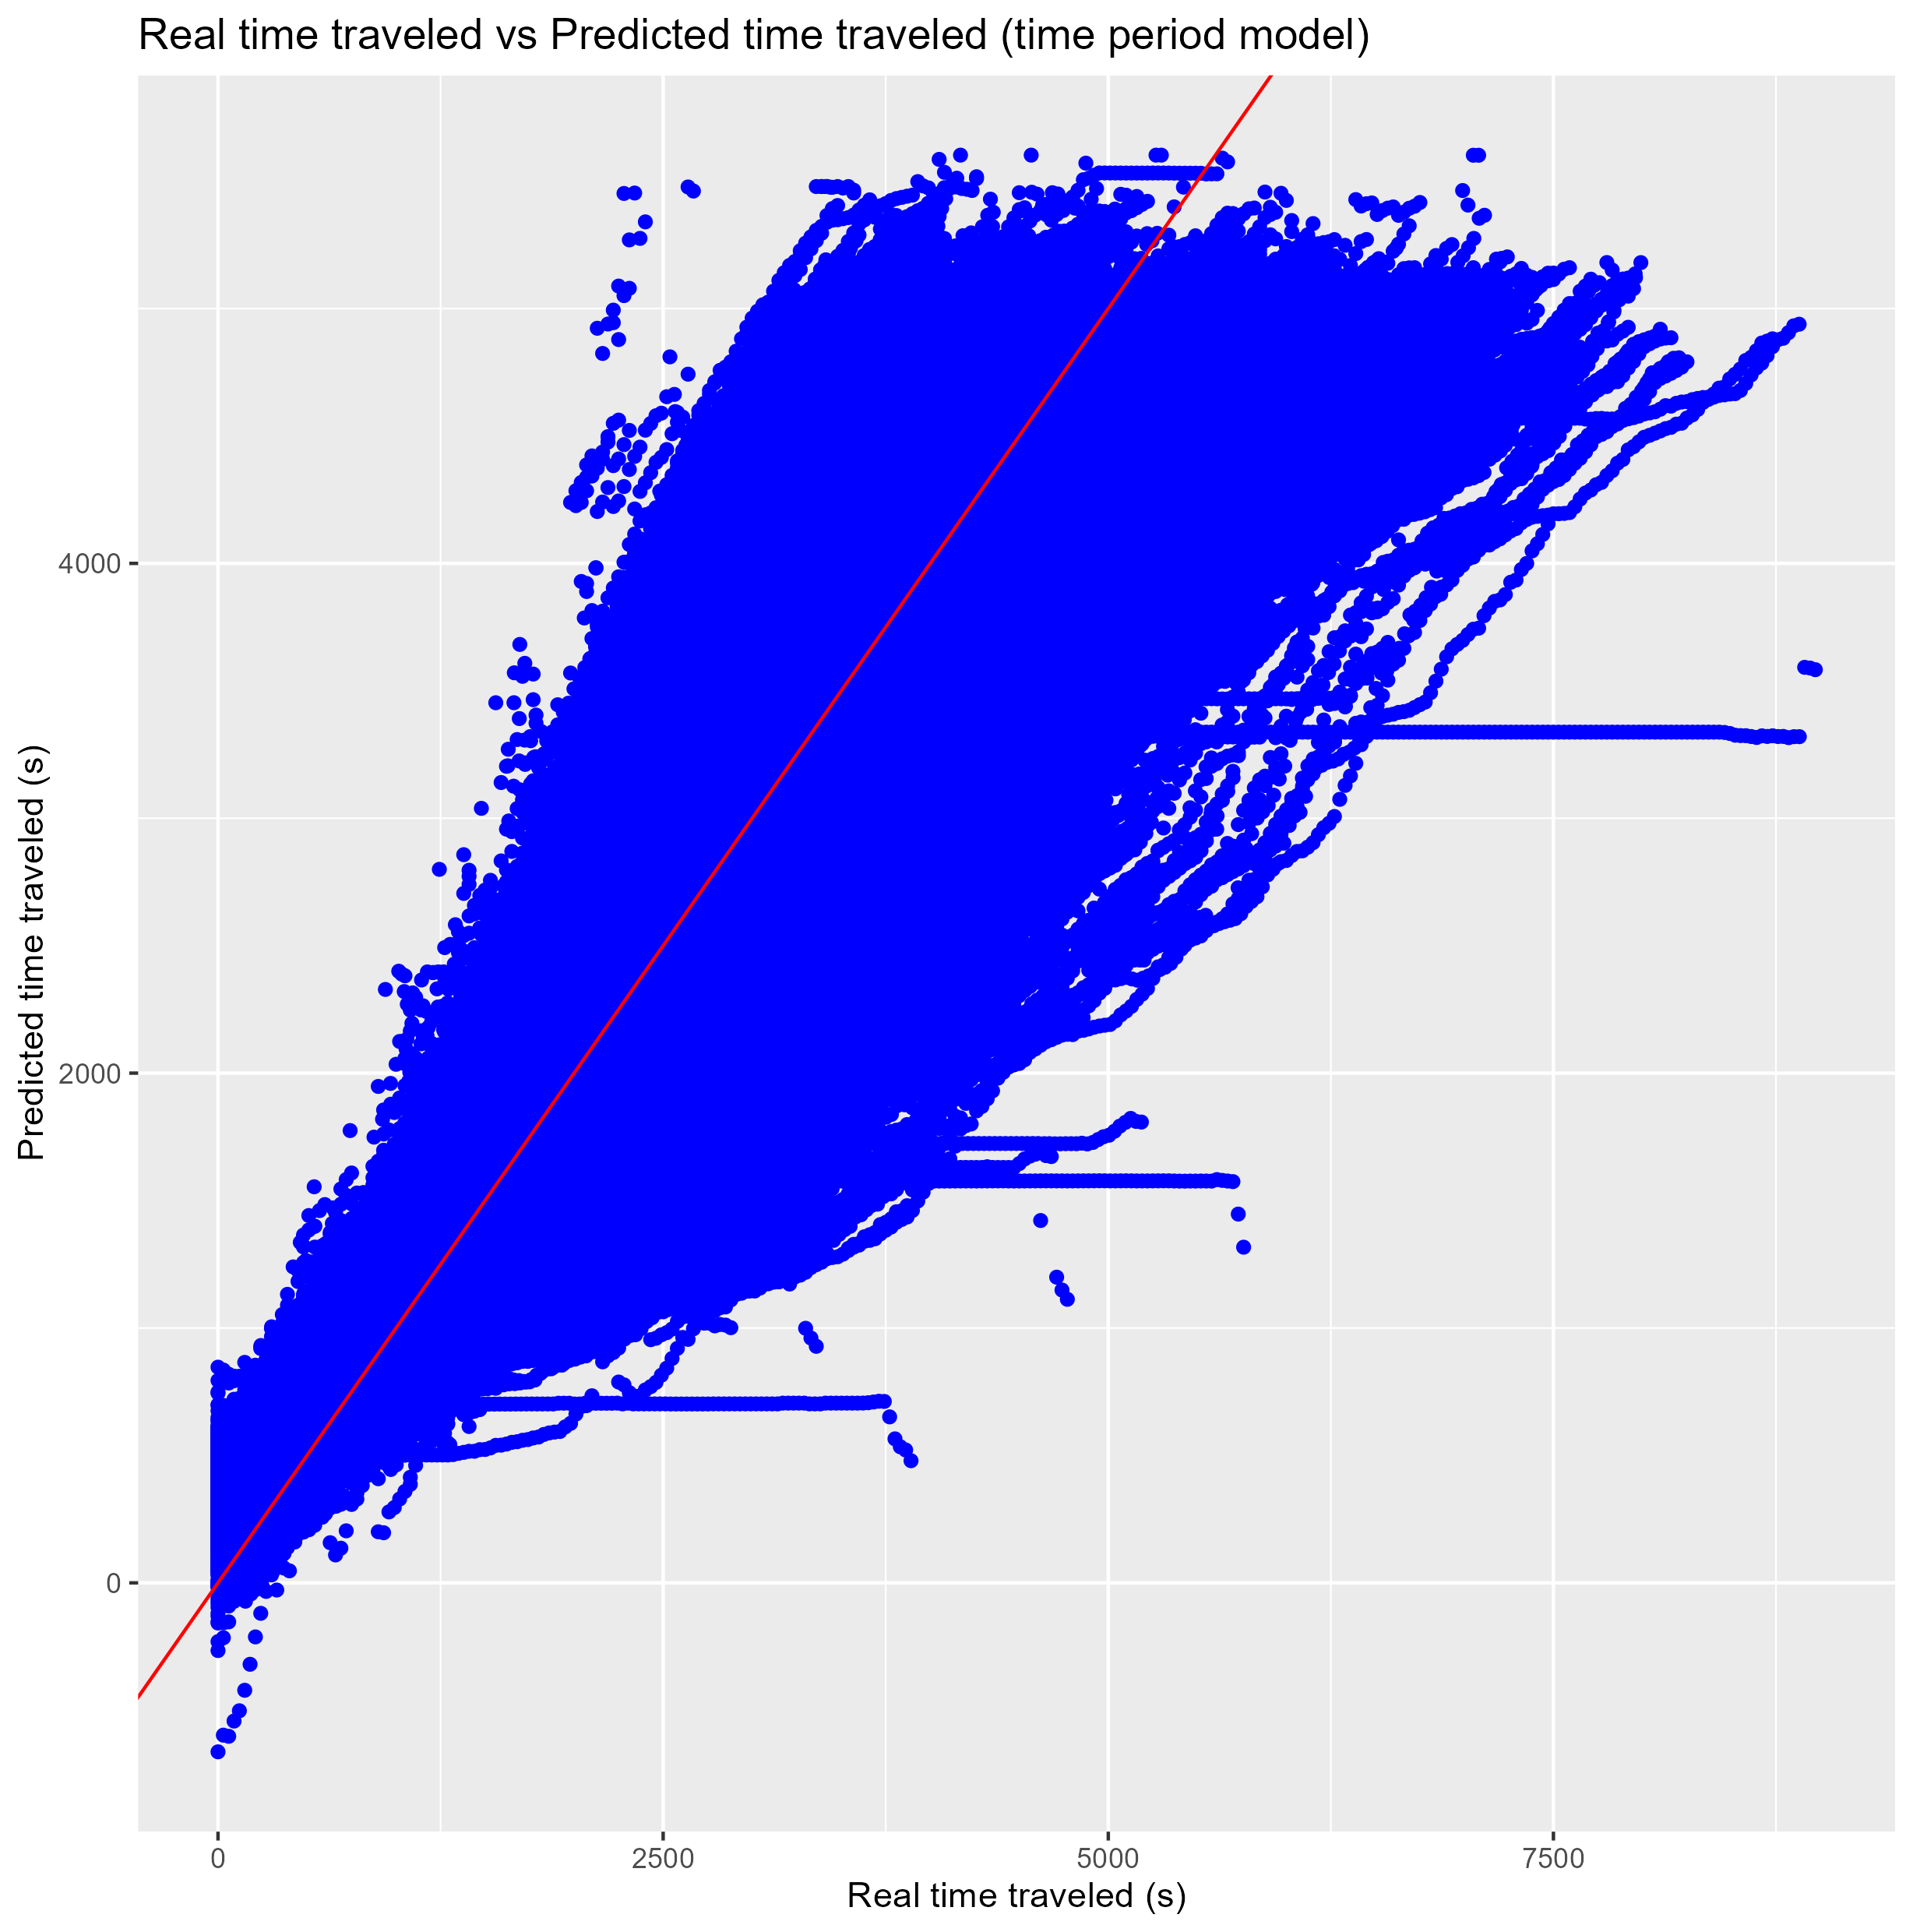 Real time traveled vs Predicted time traveled (time period model)
Predicted time traveled (s)
4000
2000
0
0
2500
5000
7500
Real time traveled (s)